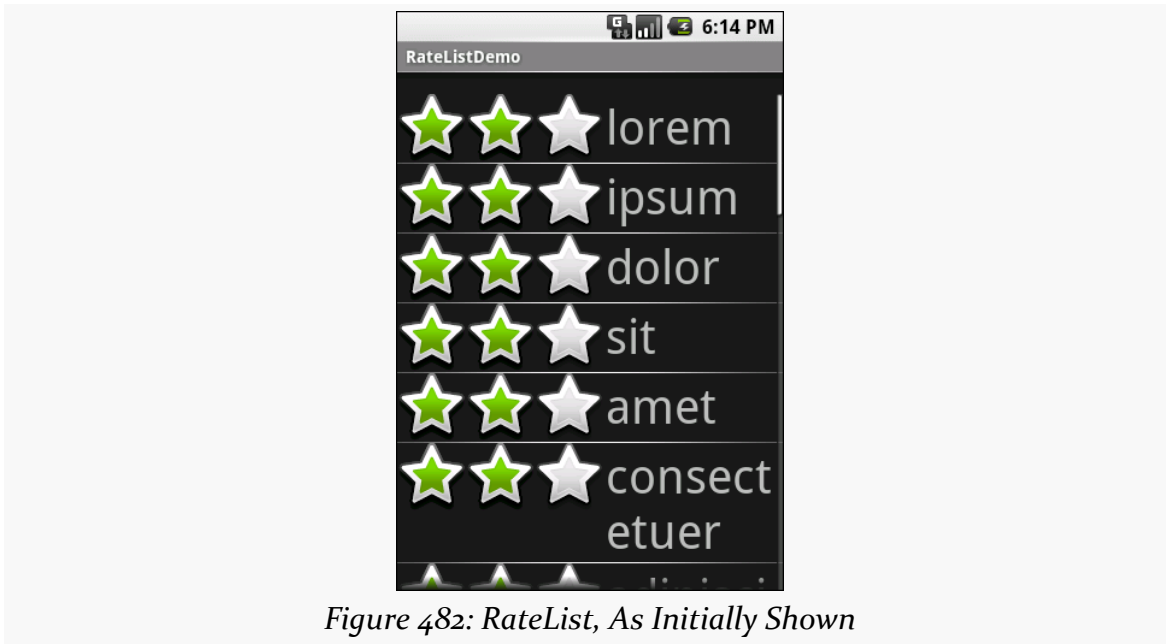 6:14 PM
RateListDemo
lorem
ipsum
dolor
sit
amet
consect
etuer
Figure 482: RateList, As Initially Shown